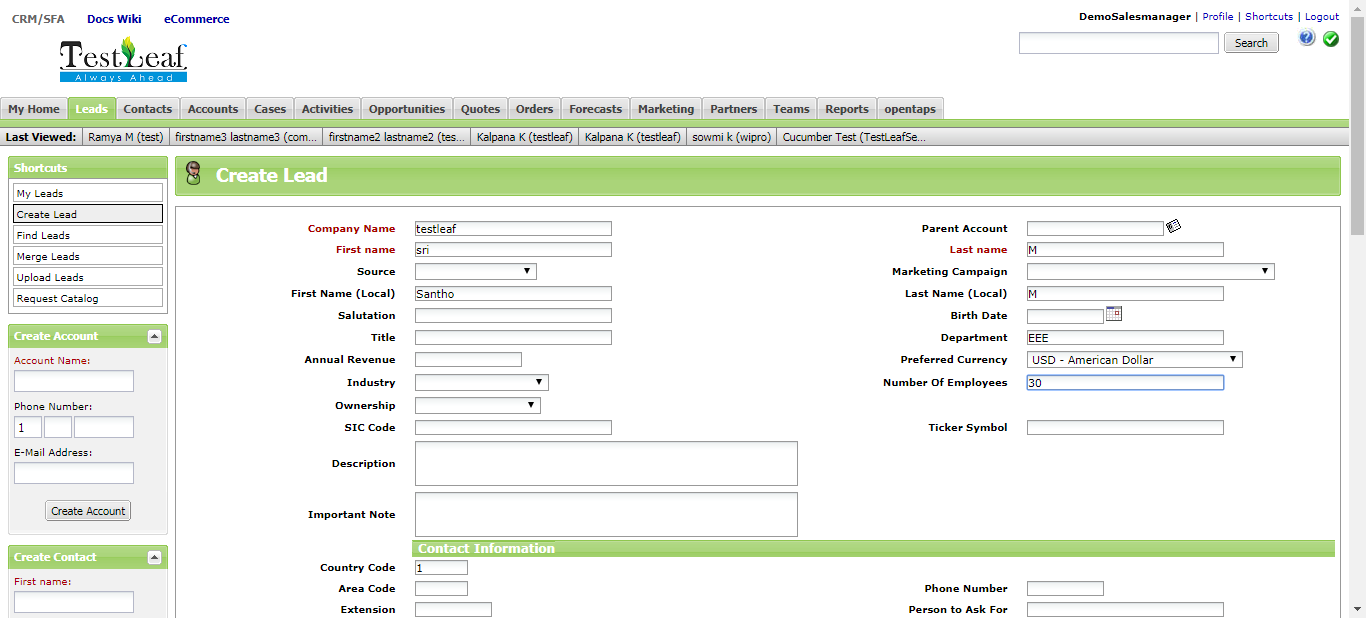 CRM/SFA Docs Wiki eCommerce
DemoSalesmanager | Profile | Shortcuts | Logout
TestLeaf
Always Ahead
Search
My Home Leads Contacts Accounts Cases Activities Opportunities Quotes Orders Forecasts Marketing Partners Teams Reports opentaps
Last Viewed: Ramya M (test) firstname3 lastname3 (com... firstname2 lastname2 (tes... Kalpana K (testleaf) Kalpana K (testleaf) sowmi k (wipro) Cucumber Test (TestLeafSe...
Shortcuts
My Leads
Create Lead
Find Leads
Merge Leads
Upload Leads
Request Catalog
Create Account
Account Name:
Phone Number:
1
E-Mail Address:
Create Account
Create Contact
First name:
Create Lead
Company Name testleaf Parent Account
First name sri Last name M
Source Marketing Campaign
First Name (Local) Santho Last Name (Local) M
Salutation Birth Date
Title Department EEE
Annual Revenue Preferred Currency USD - American Dollar
Industry Number Of Employees 30
Ownership
SIC Code Ticker Symbol
Description
Important Note
Contact Information
Country Code 1
Area Code Phone Number
Extension Person to Ask For